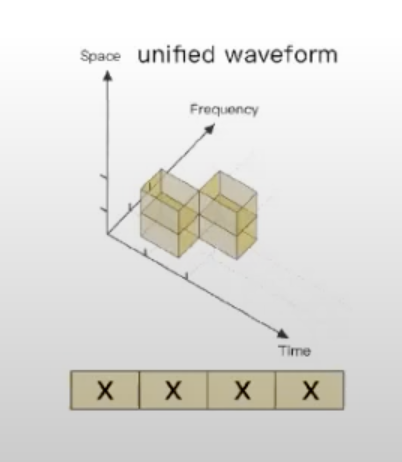 Space unified waveform
Frequency
Time
X X X X